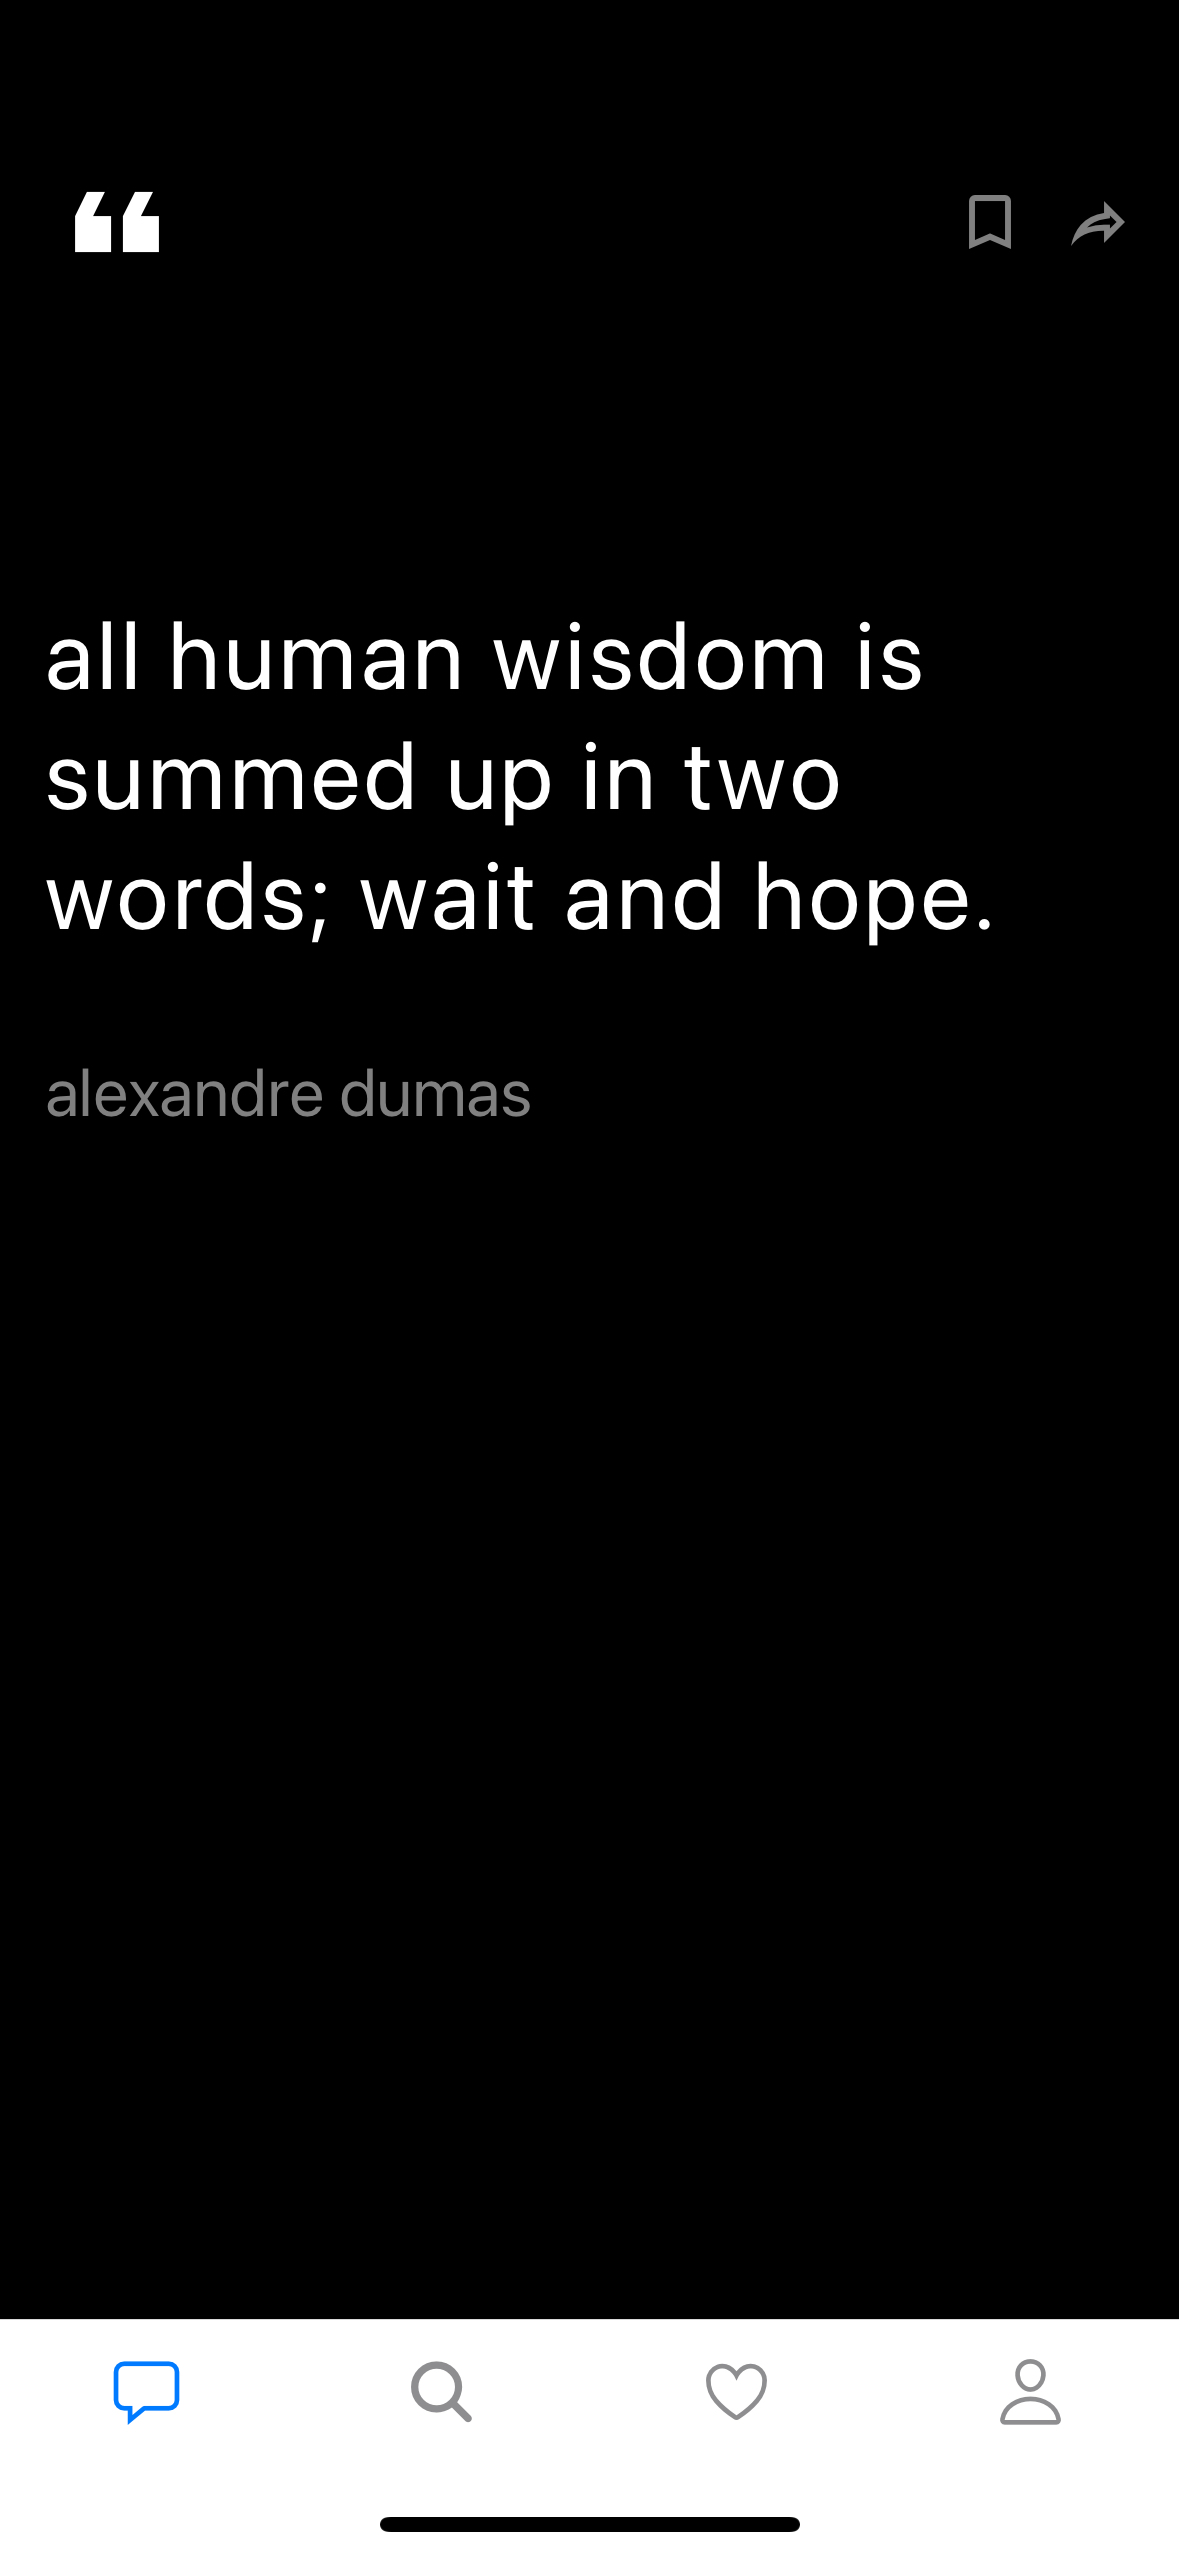 ❝
all human wisdom is
summed up in two
words; wait and hope.
alexandre dumas